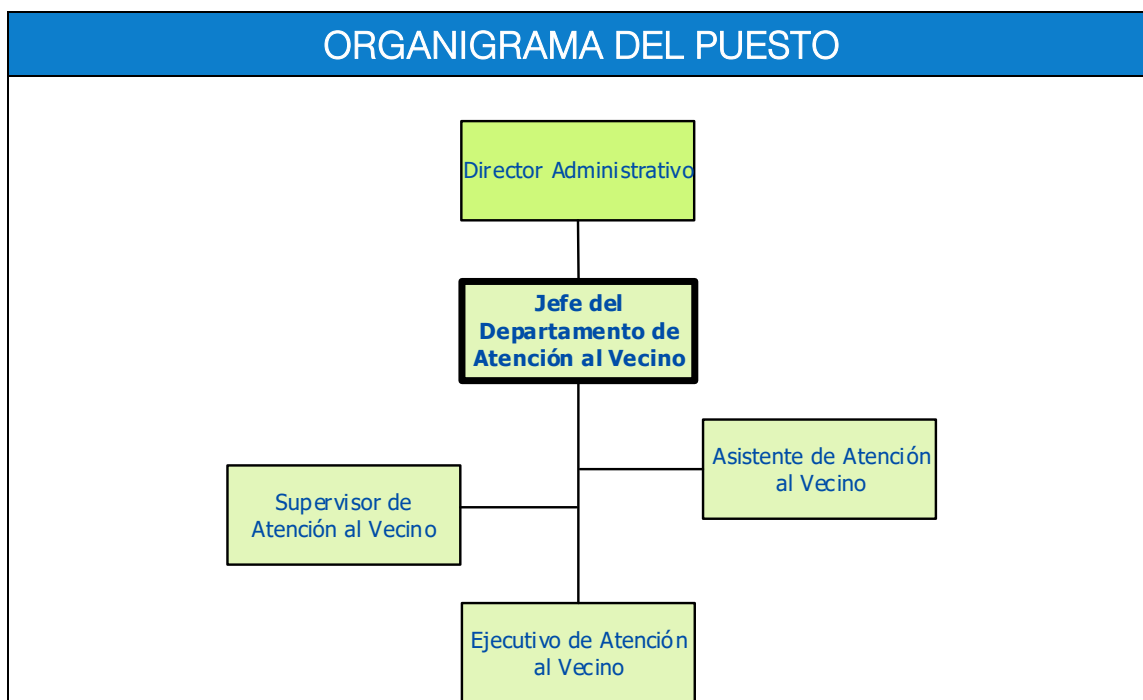 ORGANIGRAMA DEL PUESTO
Director Administrativo
Jefe del
Departamento de
Atención al Vecino
Asistente de Atención
al Vecino
Supervisor de
Atención al Vecino
Ejecutivo de Atención
al Vecino